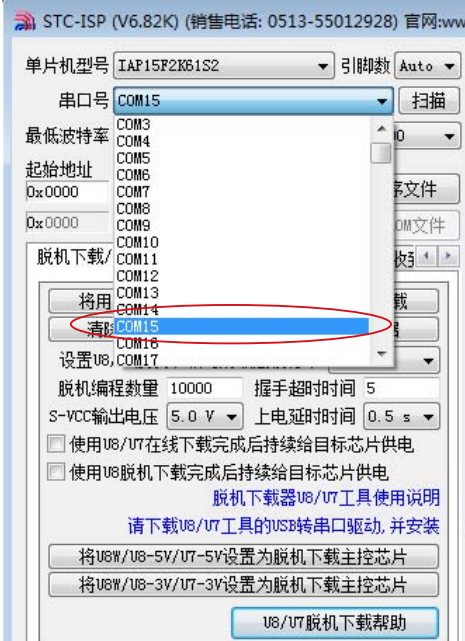 STC-ISP (V6.82K) (销售电话: 0513-55012928) 官网:ww
单片机型号 IAP15F2K61S2 引脚数 Auto
串口号 COM15 扫描
COM3
最低波特率 COM4
COM5
起始地址 COM6
0x0000 COM7 序文件
COM8
0x0000 COM9 OM文件
COM10
脱机下载/ COM11
COM12
将用 COM13 载
COM14
清除 COM15
COM16
设置U8, COM17
脱机编程数量 10000 握手超时时间 5
S-VCC输出电压 5.0 V 上电延时时间 0.5 s
使用U8/U7在线下载完成后持续给目标芯片供电
使用U8脱机下载完成后持续给目标芯片供电
脱机下载器U8/U7工具使用说明
请下载U8/U7工具的USB转串口驱动,并安装
将U8W/U8-5V/U7-5V设置为脱机下载主控芯片
将U8W/U8-3V/U7-3V设置为脱机下载主控芯片
U8/U7脱机下载帮助